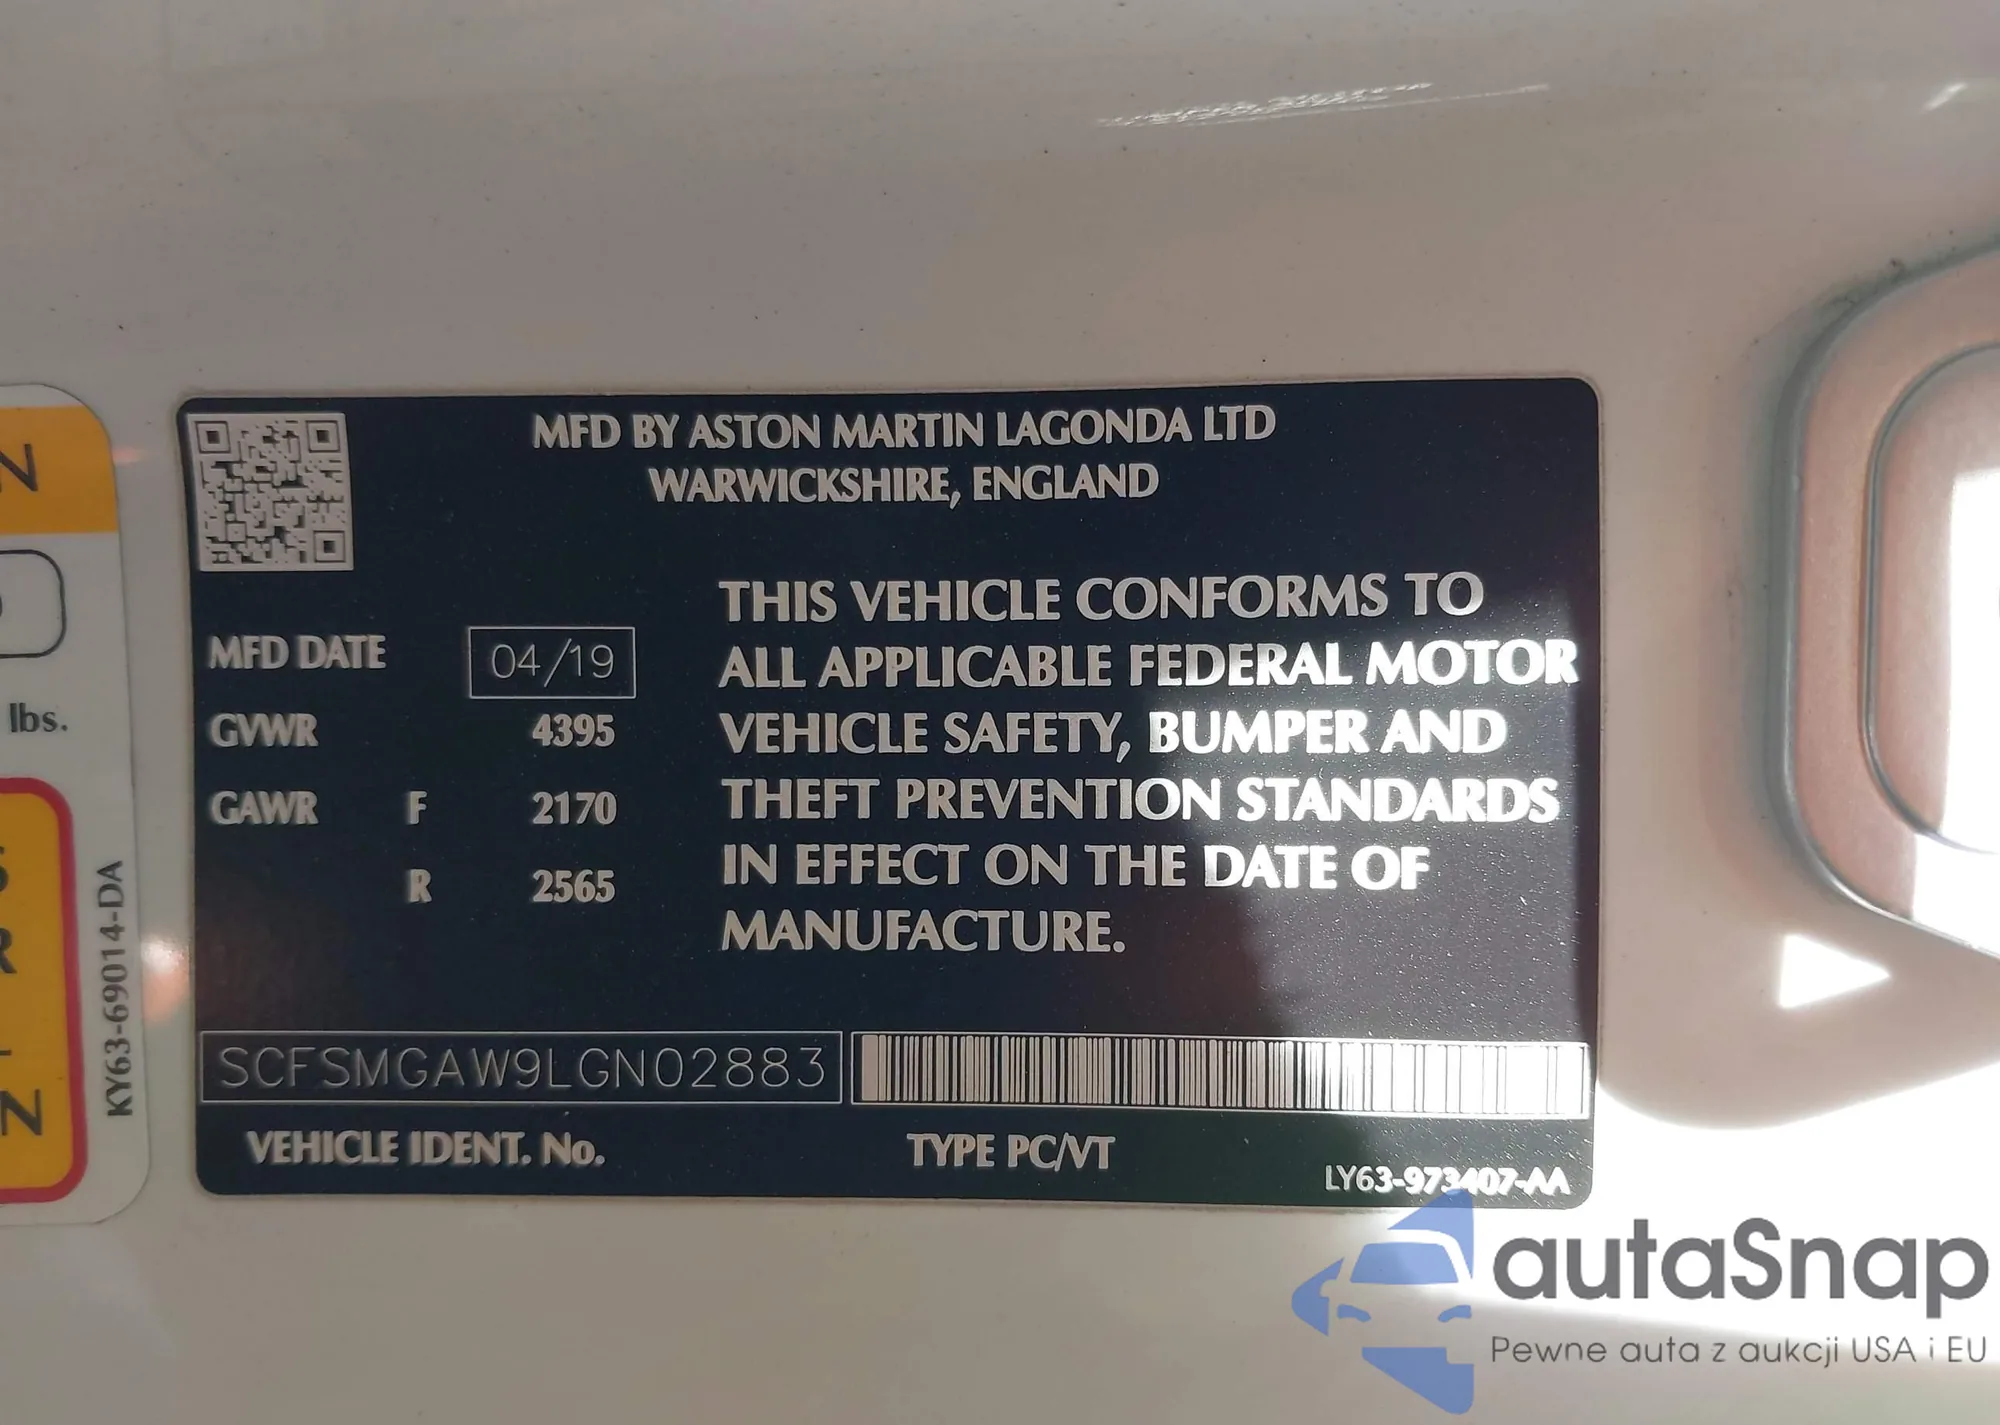 MFD BY ASTON MARTIN LAGONDA LTD
WARWICKSHIRE, ENGLAND
MFD DATE 04/19
GVWR 4395
GAWR F 2170
R 2565
THIS VEHICLE CONFORMS TO
ALL APPLICABLE FEDERAL MOTOR
VEHICLE SAFETY, BUMPER AND
THEFT PREVENTION STANDARDS
IN EFFECT ON THE DATE OF
MANUFACTURE.
SCFSMGAW9LGN02883
VEHICLE IDENT. No.
TYPE PC/VT
LY63-973407-AA
lbs.
KY63-69014-DA
autaSnap
Pewne auta z aukcji USA i EU